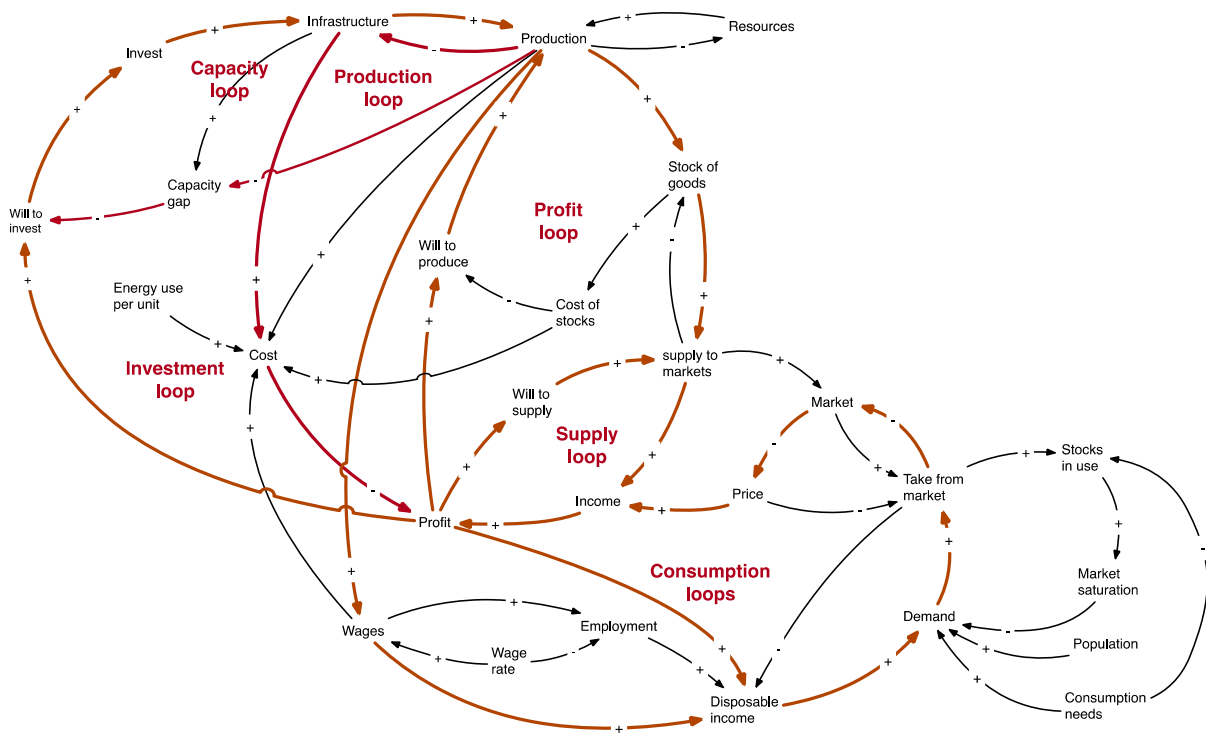 Infrastructure
Production
Resources
Invest
Capacity
loop
Production
loop
Stock of
goods
Capacity
gap
Will to
invest
Profit
loop
Will to
produce
Energy use
per unit
Cost of
stocks
Cost
Investment
loop
supply to
markets
Will to
supply
Market
Supply
loop
Stocks
in use
Take from
market
Income
Price
Profit
Consumption
loops
Market
saturation
Demand
Wages
Employment
Population
Wage
rate
Disposable
income
Consumption
needs
+
+
+
-
-
+
+
+
+
-
-
+
+
+
-
+
+
+
-
+
+
+
+
+
+
+
+
-
-
+
+
+
+
-
+
-
+
-
+
+
+
-
-
+
+
-
+
-
+
+
+
+